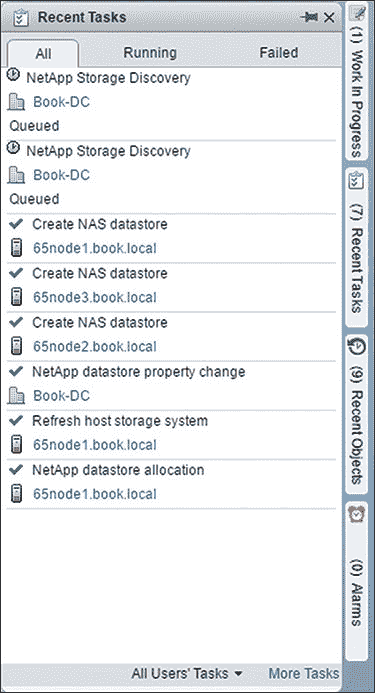 Recent Tasks
All
Running
Failed
NetApp Storage Discovery
Book-DC
Queued
NetApp Storage Discovery
Book-DC
Queued
Create NAS datastore
65node1.book.local
Create NAS datastore
65node3.book.local
Create NAS datastore
65node2.book.local
NetApp datastore property change
Book-DC
Refresh host storage system
65node1.book.local
NetApp datastore allocation
65node1.book.local
All Users' Tasks
More Tasks
(1) Work In Progress
(7) Recent Tasks
(9) Recent Objects
(0) Alarms